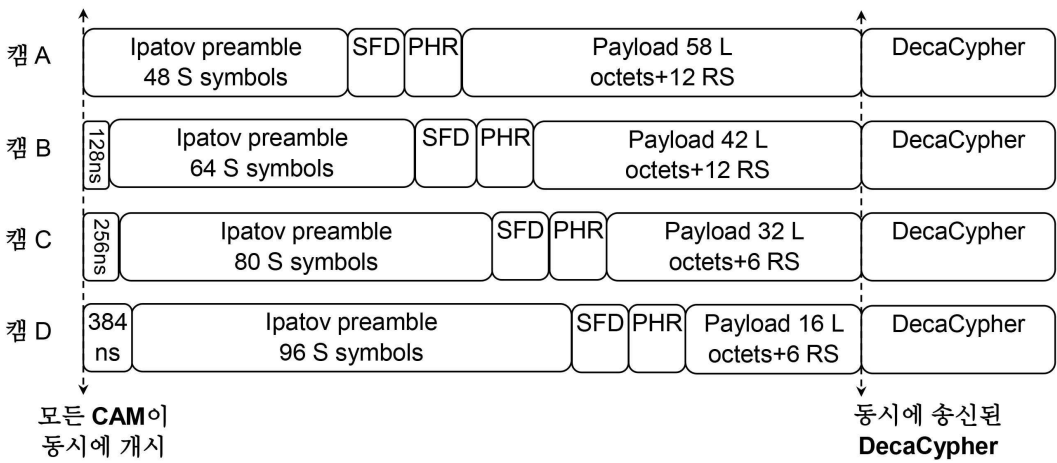 캠 A
Ipatov preamble
48 S symbols
SFD
PHR
Payload 58 L
octets+12 RS
DecaCypher
캠 B
128ns
Ipatov preamble
64 S symbols
SFD
PHR
Payload 42 L
octets+12 RS
DecaCypher
캠 C
256ns
Ipatov preamble
80 S symbols
SFD
PHR
Payload 32 L
octets+6 RS
DecaCypher
캠 D
384
ns
Ipatov preamble
96 S symbols
SFD
PHR
Payload 16 L
octets+6 RS
DecaCypher
모든 CAM이
동시에 개시
동시에 송신된
DecaCypher